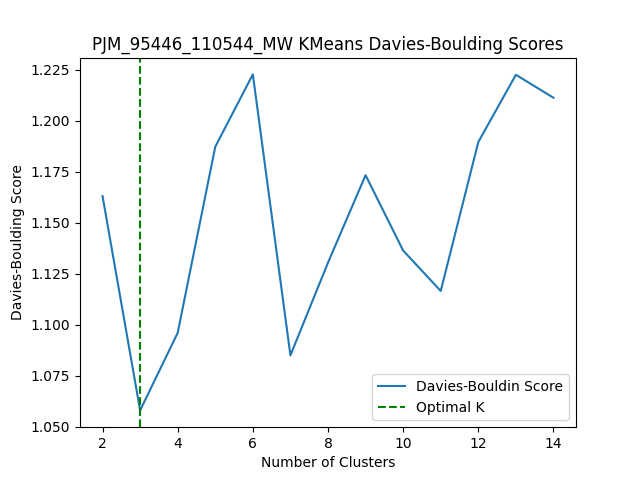 PJM_95446_110544_MW KMeans Davies-Boulding Scores
1.225
1.200
1.175
1.150
1.125
1.100
1.075
1.050
Davies-Boulding Score
Davies-Bouldin Score
Optimal K
2 4 6 8 10 12 14
Number of Clusters